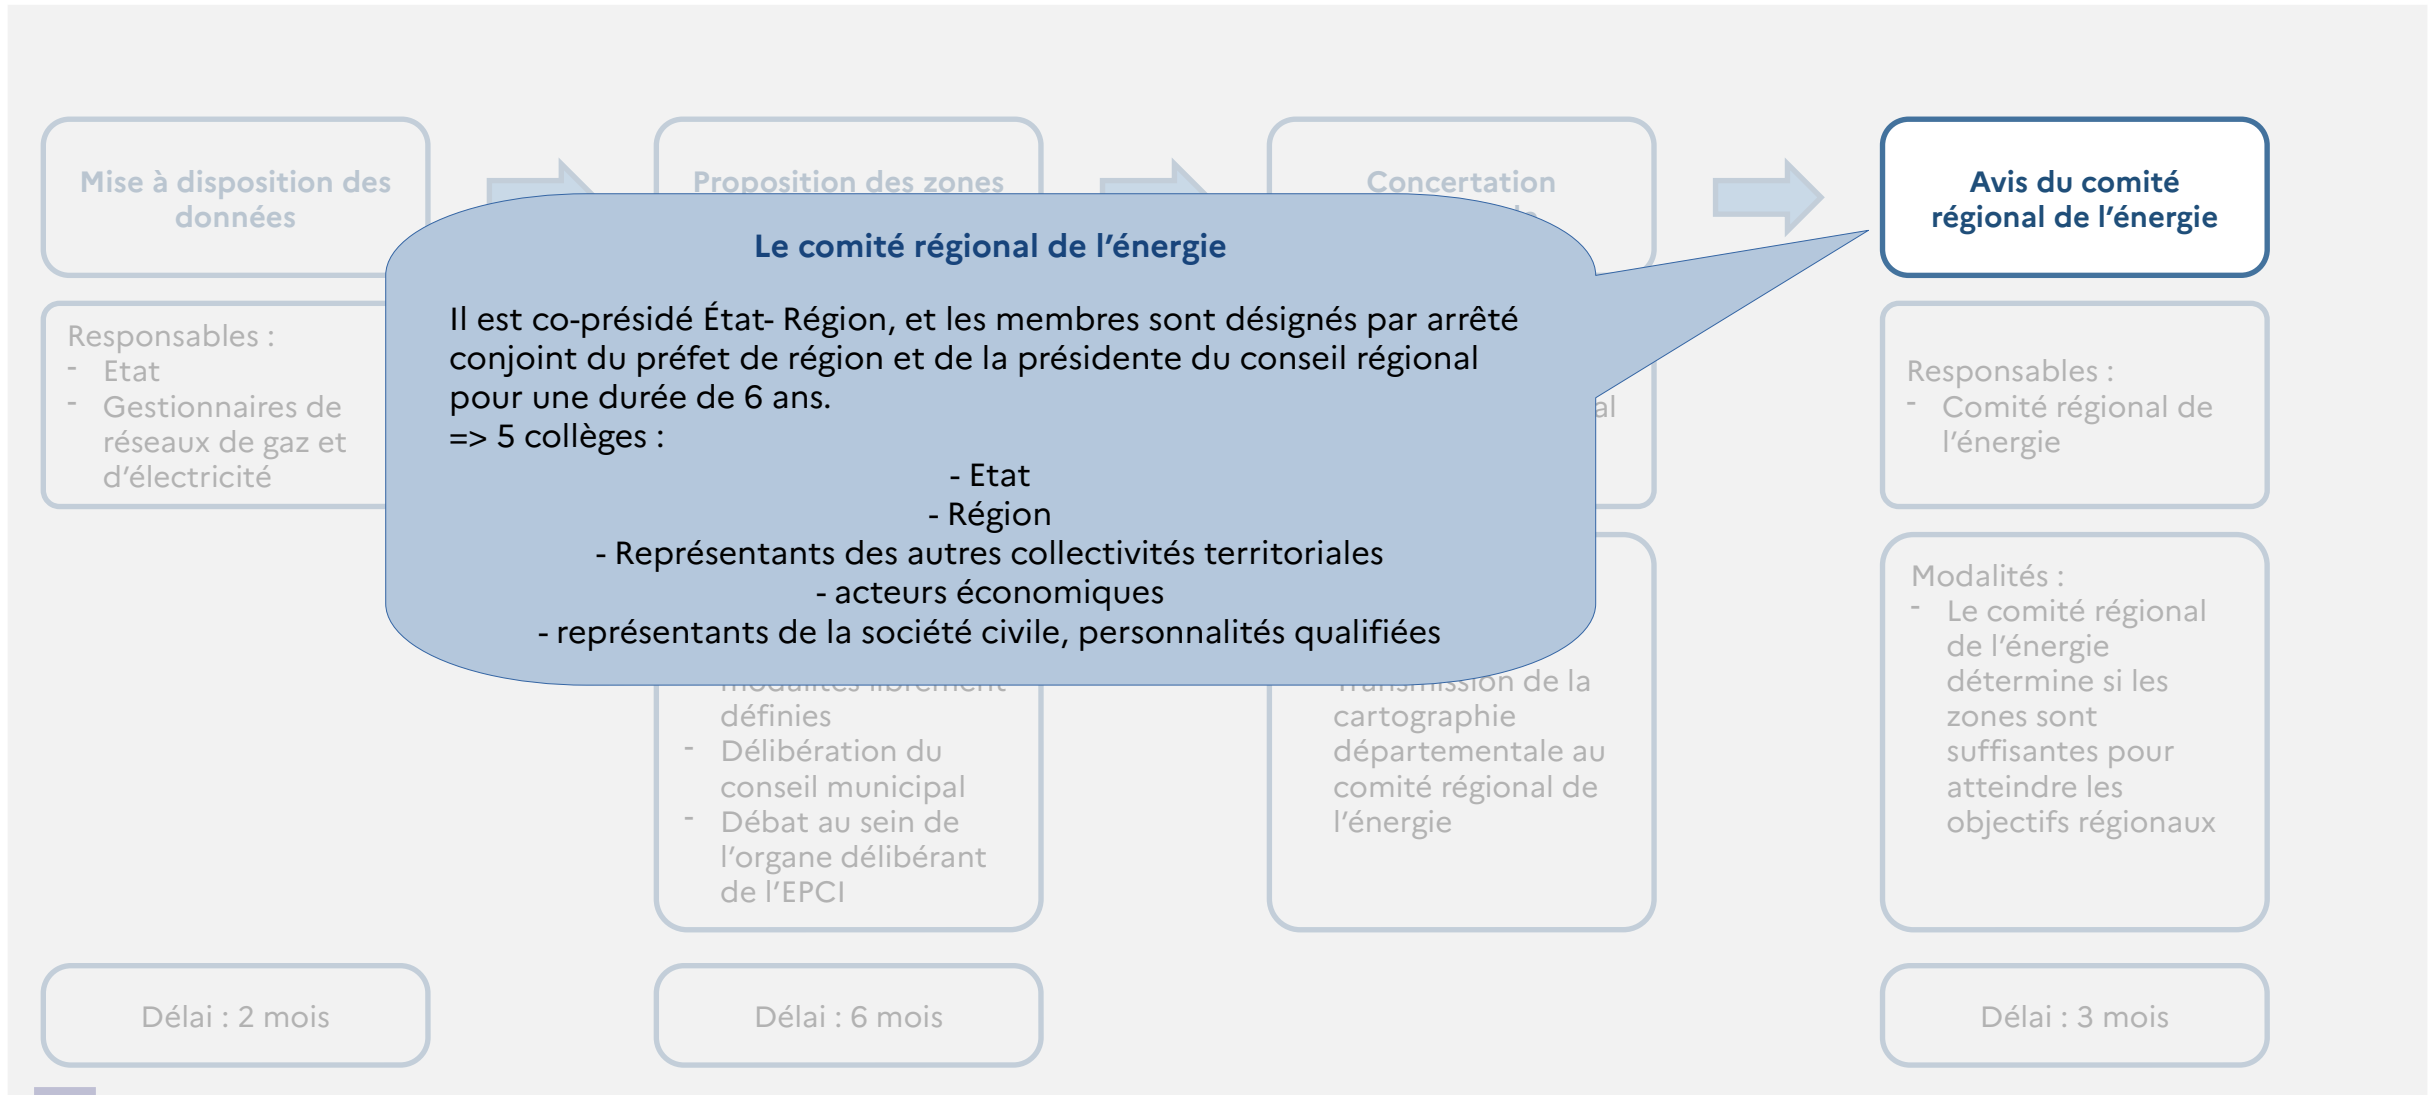 Mise à disposition des
données
Proposition des zones
Concertation
Avis du comité
régional de l’énergie
Le comité régional de l’énergie
Il est co-présidé État- Région, et les membres sont désignés par arrêté
conjoint du préfet de région et de la présidente du conseil régional
pour une durée de 6 ans.
=> 5 collèges :
- Etat
- Région
- Représentants des autres collectivités territoriales
- acteurs économiques
- représentants de la société civile, personnalités qualifiées
Responsables :
- Etat
- Gestionnaires de
réseaux de gaz et
d’électricité
modalités librement
définies
- Délibération du
conseil municipal
- Débat au sein de
l’organe délibérant
de l’EPCI
al
Transmission de la
cartographie
départementale au
comité régional de
l’énergie
Responsables :
- Comité régional de
l’énergie
Modalités :
- Le comité régional
de l’énergie
détermine si les
zones sont
suffisantes pour
atteindre les
objectifs régionaux
Délai : 2 mois
Délai : 6 mois
Délai : 3 mois